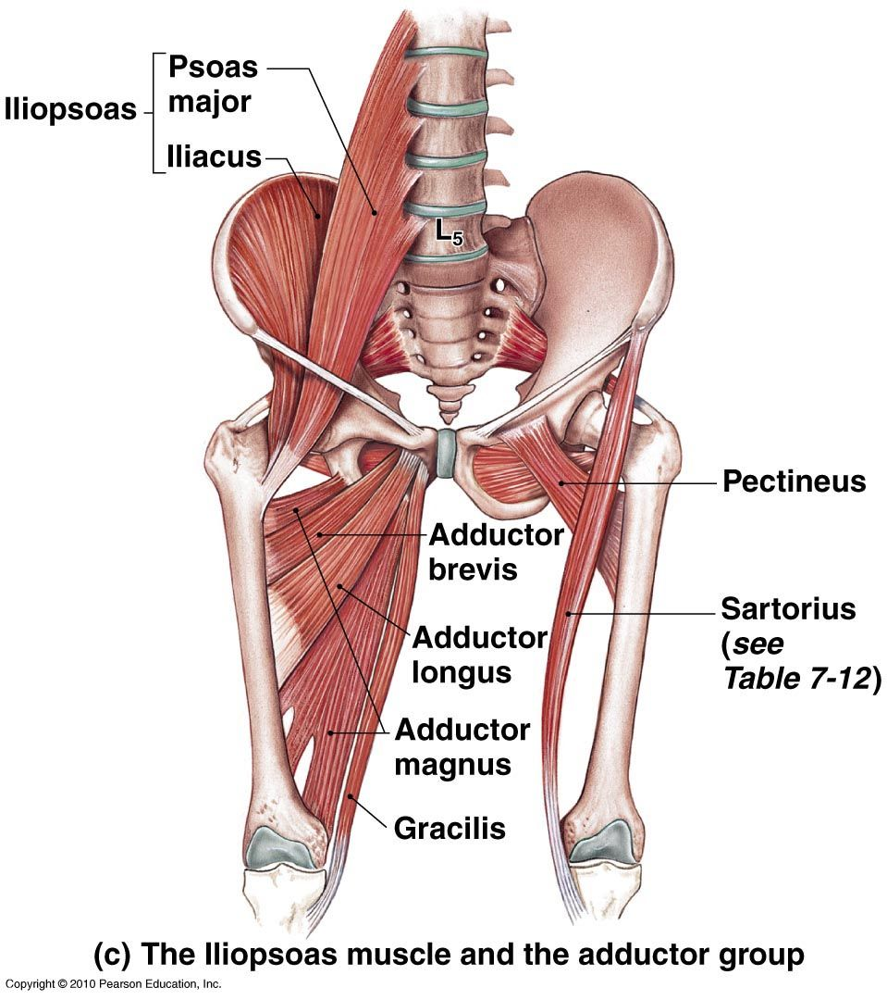 Psoas
major
Iliopsoas
Iliacus
L5
Pectineus
Adductor
brevis
Sartorius
(see
Table 7-12)
Adductor
longus
Adductor
magnus
Gracilis
(c) The Iliopsoas muscle and the adductor group
Copyright © 2010 Pearson Education, Inc.